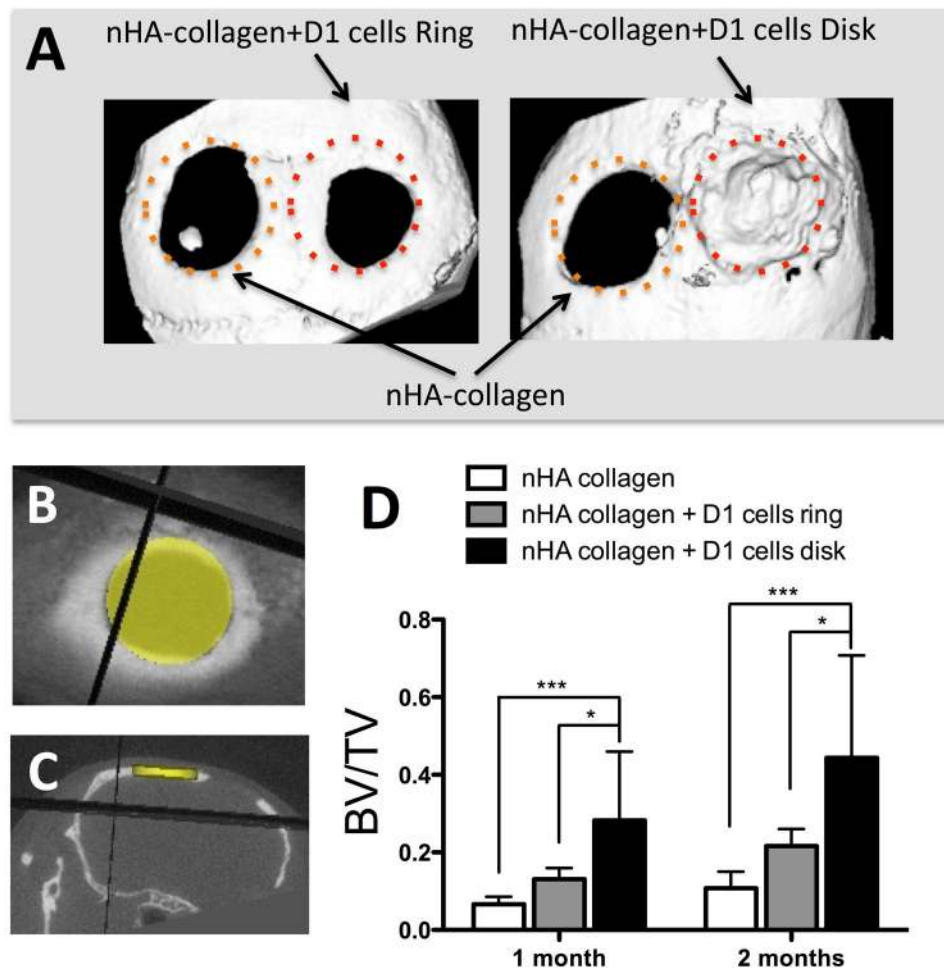 A
nHA-collagen+D1 cells Ring
nHA-collagen+D1 cells Disk
nHA-collagen
B
C
D
nHA collagen
nHA collagen + D1 cells ring
nHA collagen + D1 cells disk
BV/TV
0.8
0.6
0.4
0.2
0.0
***
*
***
*
1 month
2 months